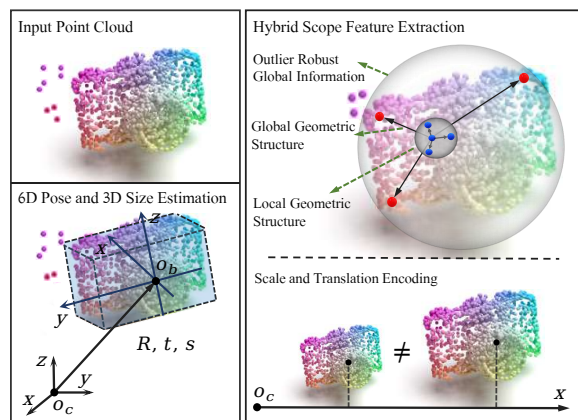 Input Point Cloud
6D Pose and 3D Size Estimation
z
x
o_b
y
R, t, s
z
y
x
o_c
Hybrid Scope Feature Extraction
Outlier Robust
Global Information
Global Geometric
Structure
Local Geometric
Structure
Scale and Translation Encoding
≠
o_c
x